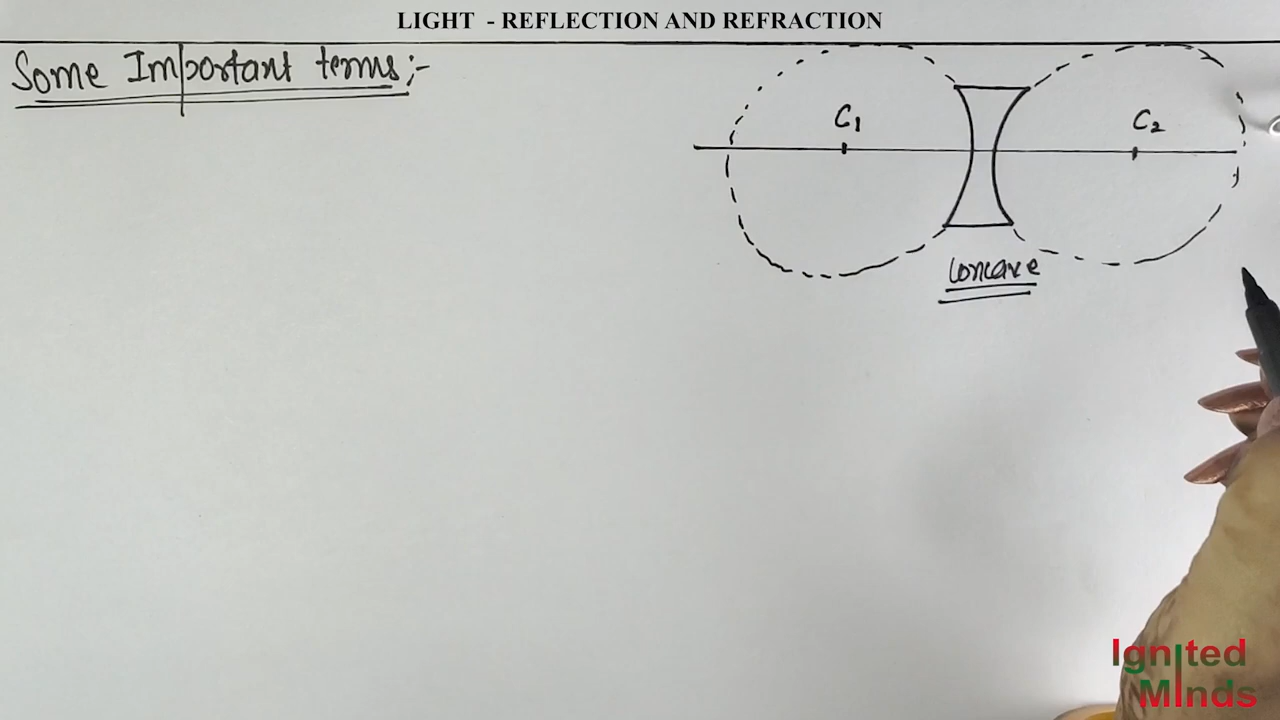 LIGHT - REFLECTION AND REFRACTION
Some Important terms:-
C1
C2
Concave
Ignited
Minds